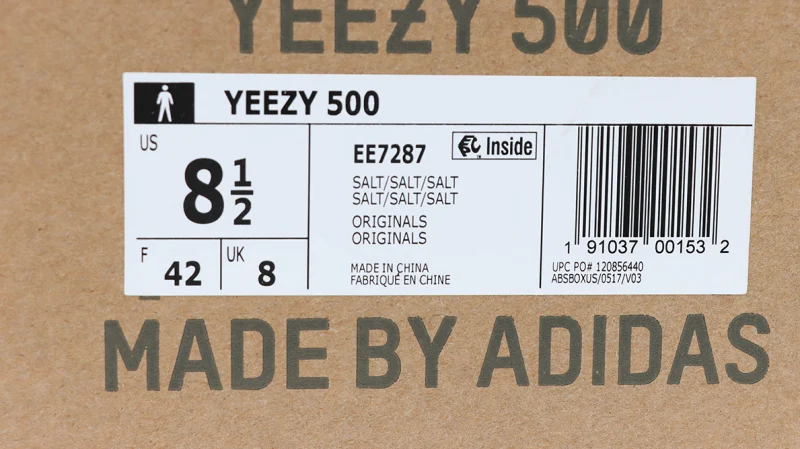 YEEZY 500
YEEZY 500
US
8 1/2
F
42
UK
8
EE7287
Inside
SALT/SALT/SALT
SALT/SALT/SALT
ORIGINALS
ORIGINALS
MADE IN CHINA
FABRIQUÉ EN CHINE
1 91037 00153 2
UPC PO# 120856440
ABSBOXUS/0517/V03
MADE BY ADIDAS